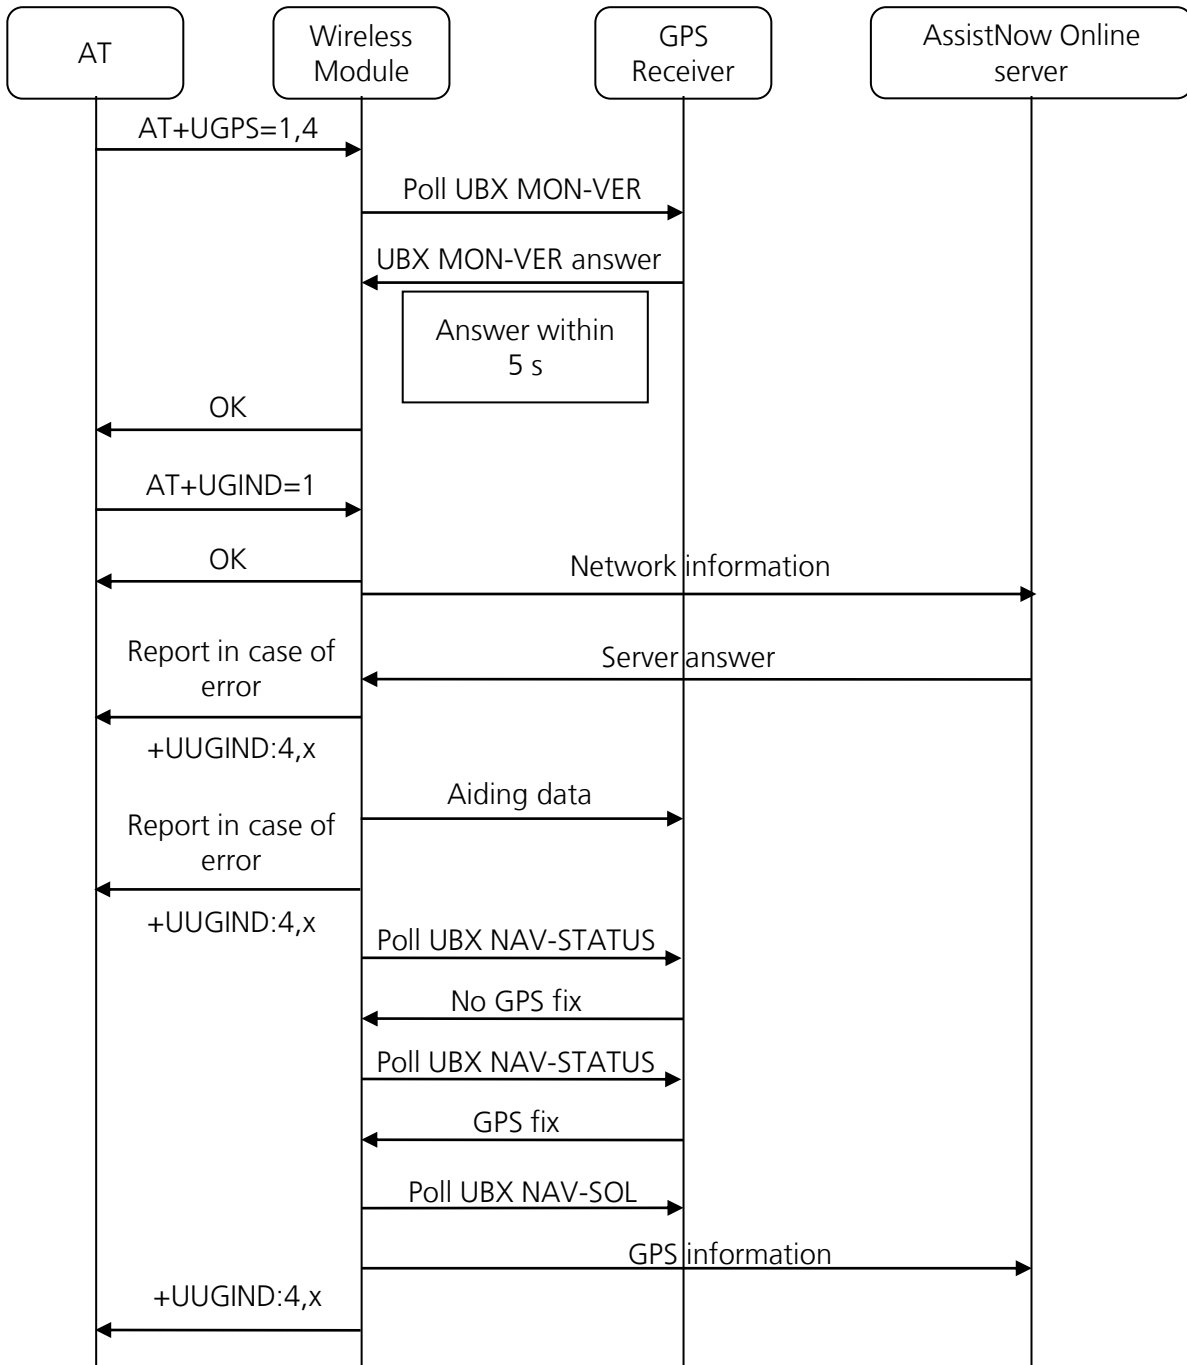 AT
Wireless
Module
GPS
Receiver
AssistNow Online
server
AT+UGPS=1,4
Poll UBX MON-VER
UBX MON-VER answer
Answer within
5 s
OK
AT+UGIND=1
OK
Network information
Report in case of
error
Server answer
+UUGIND:4,x
Aiding data
Report in case of
error
+UUGIND:4,x
Poll UBX NAV-STATUS
No GPS fix
Poll UBX NAV-STATUS
GPS fix
Poll UBX NAV-SOL
GPS information
+UUGIND:4,x